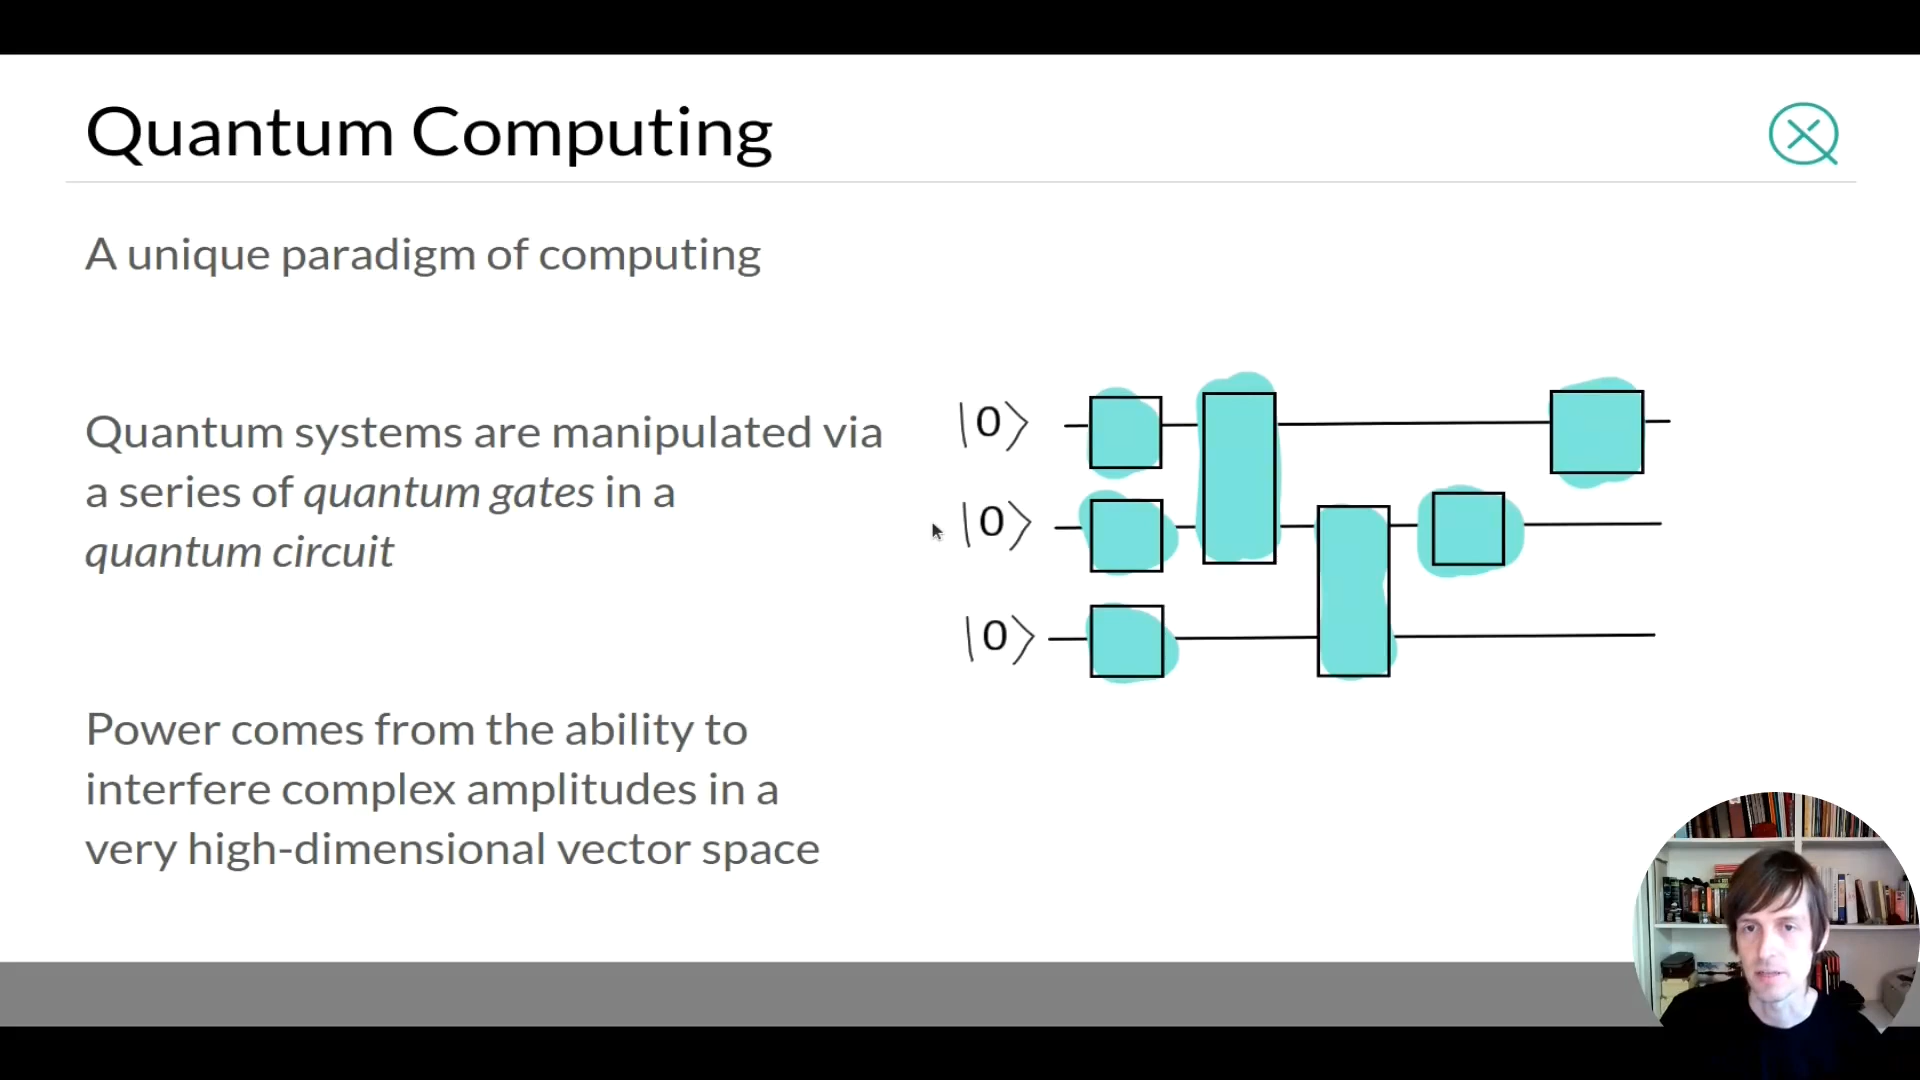 Quantum Computing
A unique paradigm of computing
Quantum systems are manipulated via
a series of quantum gates in a
quantum circuit
Power comes from the ability to
interfere complex amplitudes in a
very high-dimensional vector space
|0⟩
|0⟩
|0⟩